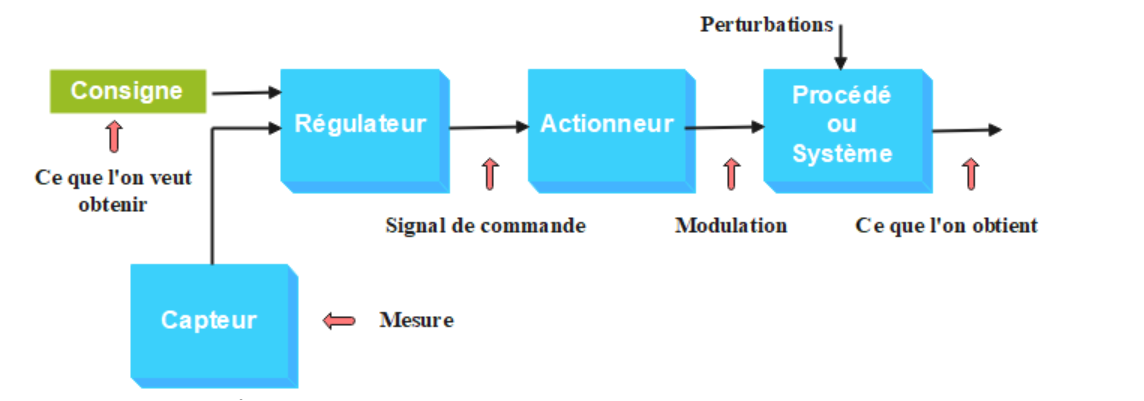 Perturbations
Consigne
Régulateur
Actionneur
Procédé
ou
Système
Ce que l'on veut
obtenir
Signal de commande
Modulation
Ce que l'on obtient
Capteur
Mesure